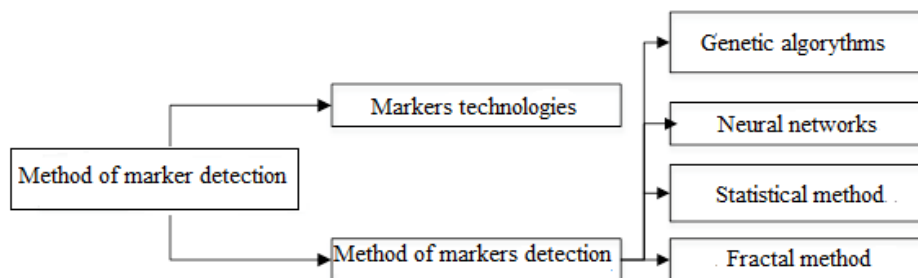 Genetic algorythms
Markers technologies
Neural networks
Method of marker detection
Statistical method
Method of markers detection
Fractal method